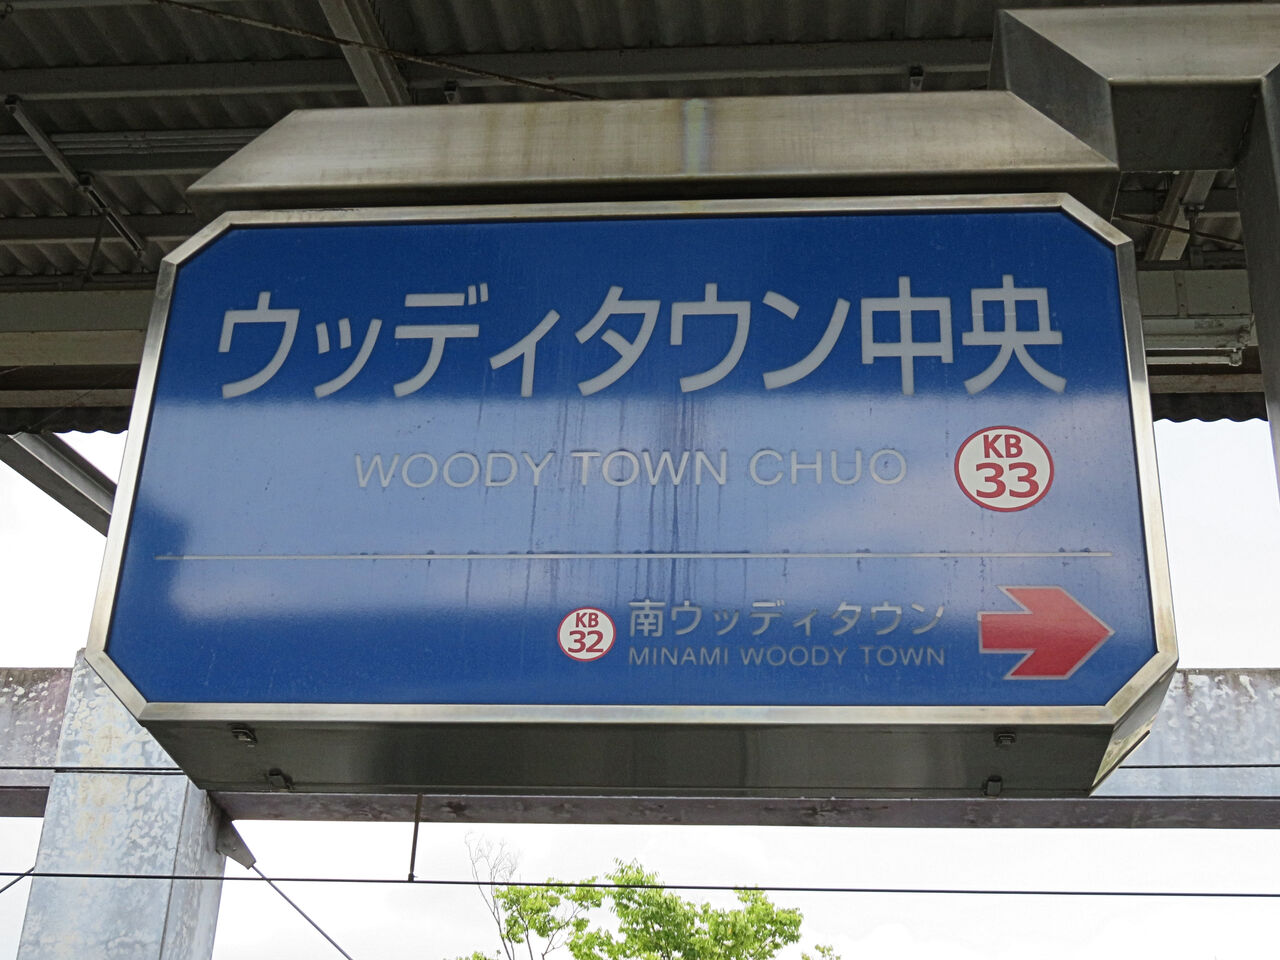 ウッディタウン中央
WOODY TOWN CHUO
KB
33
KB
32
南ウッディタウン
MINAMI WOODY TOWN